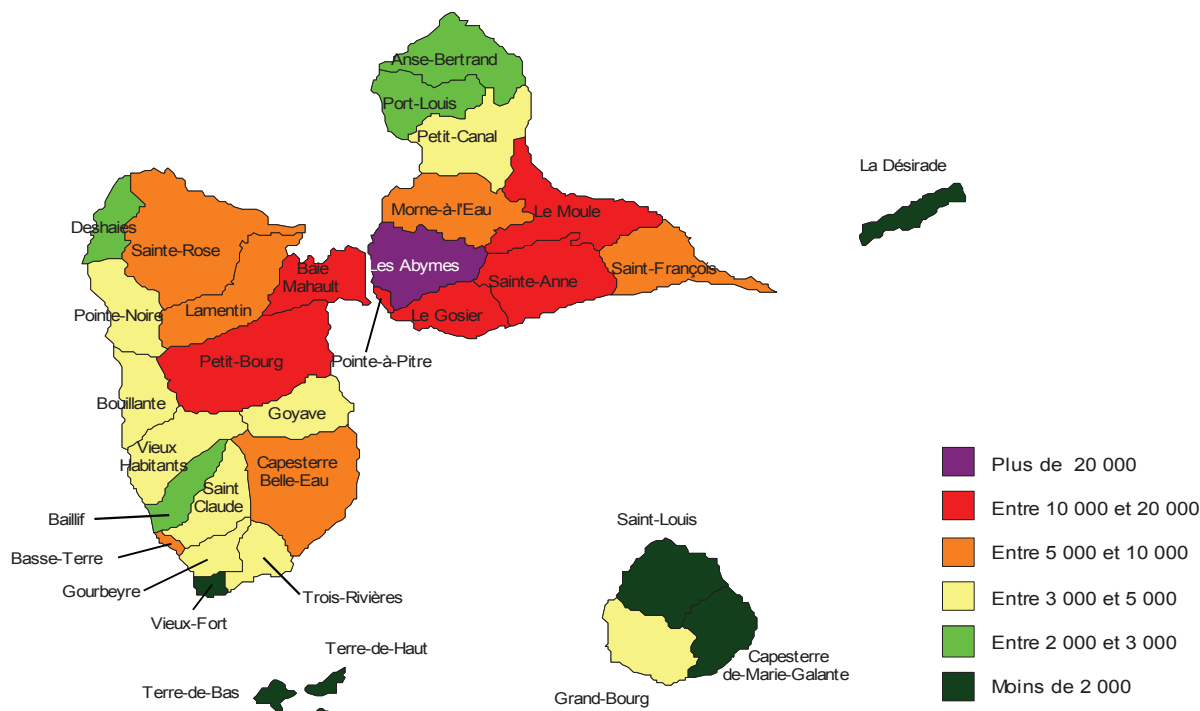 Anse-Bertrand
Port-Louis
Petit-Canal
La Désirade
Morne-à-l'Eau
Le Moule
Deshaies
Sainte-Rose
Les Abymes
Saint-François
Baie
Mahault
Sainte-Anne
Lamentin
Pointe-Noire
Le Gosier
Petit-Bourg
Pointe-à-Pitre
Bouillante
Goyave
Vieux
Habitants
Capesterre
Belle-Eau
Saint
Claude
Baillif
Basse-Terre
Gourbeyre
Trois-Rivières
Vieux-Fort
Terre-de-Haut
Terre-de-Bas
Saint-Louis
Capesterre
de-Marie-Galante
Grand-Bourg
Plus de 20 000
Entre 10 000 et 20 000
Entre 5 000 et 10 000
Entre 3 000 et 5 000
Entre 2 000 et 3 000
Moins de 2 000